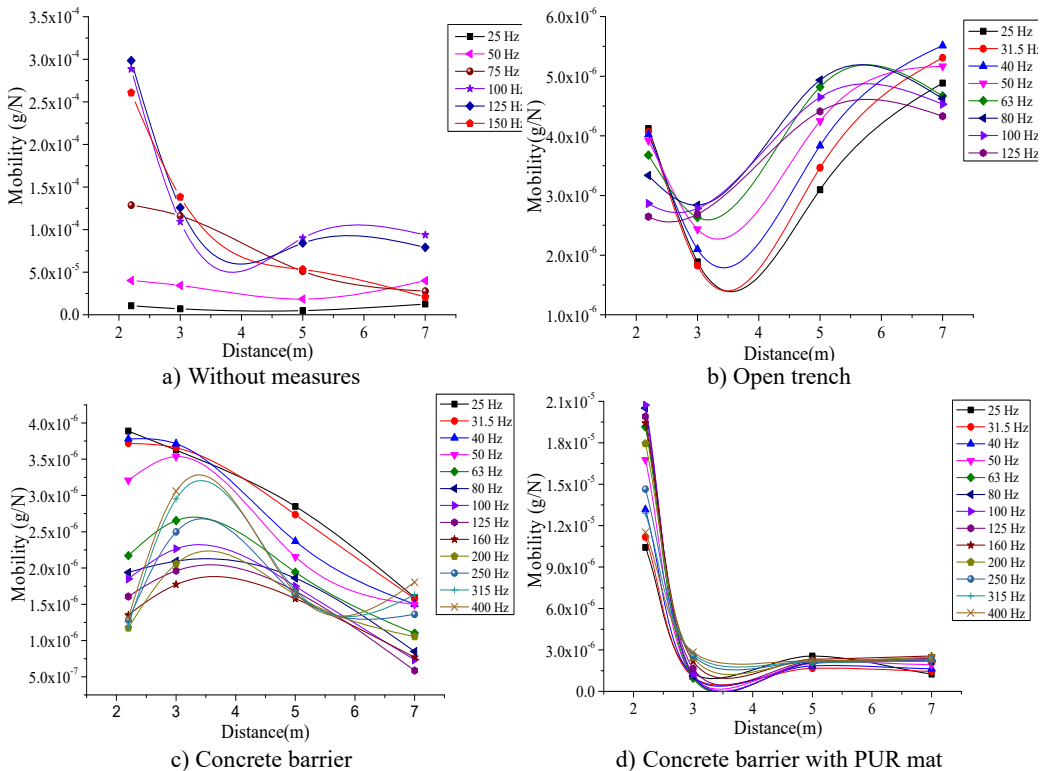 3.5x10⁻⁴
3.0x10⁻⁴
2.5x10⁻⁴
2.0x10⁻⁴
1.5x10⁻⁴
1.0x10⁻⁴
5.0x10⁻⁵
0.0
Mobility (g/N)
2 3 4 5 6 7
Distance(m)
25 Hz
50 Hz
75 Hz
100 Hz
125 Hz
150 Hz
a) Without measures
6.0x10⁻⁶
5.0x10⁻⁶
4.0x10⁻⁶
3.0x10⁻⁶
2.0x10⁻⁶
1.0x10⁻⁶
Mobility(g/N)
2 3 4 5 6 7
Distance(m)
25 Hz
31.5 Hz
40 Hz
50 Hz
63 Hz
80 Hz
100 Hz
125 Hz
b) Open trench
4.0x10⁻⁶
3.5x10⁻⁶
3.0x10⁻⁶
2.5x10⁻⁶
2.0x10⁻⁶
1.5x10⁻⁶
1.0x10⁻⁶
5.0x10⁻⁷
Mobility (g/N)
2 3 4 5 6 7
Distance(m)
25 Hz
31.5 Hz
40 Hz
50 Hz
63 Hz
80 Hz
100 Hz
125 Hz
160 Hz
200 Hz
250 Hz
315 Hz
400 Hz
c) Concrete barrier
2.1x10⁻⁵
1.8x10⁻⁵
1.5x10⁻⁵
1.2x10⁻⁵
9.0x10⁻⁶
6.0x10⁻⁶
3.0x10⁻⁶
0.0
Mobility (g/N)
2 3 4 5 6 7
Distance(m)
25 Hz
31.5 Hz
40 Hz
50 Hz
63 Hz
80 Hz
100 Hz
125 Hz
160 Hz
200 Hz
250 Hz
315 Hz
400 Hz
d) Concrete barrier with PUR mat